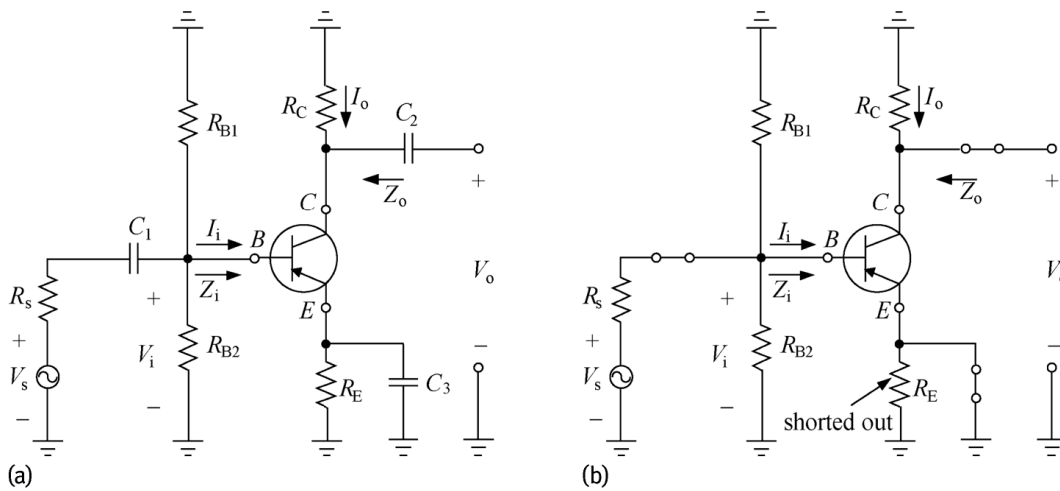 R_C
I_o
C_2
R_B1
Z_o
+
C
C_1
I_i
B
Z_i
V_o
R_s
+
E
+
V_i
R_B2
V_s
R_E
C_3
−
−
−
(a)
R_C
I_o
R_B1
Z_o
+
C
I_i
B
Z_i
R_s
+
E
+
V_i
R_B2
V_s
R_E
shorted out
−
−
−
(b)